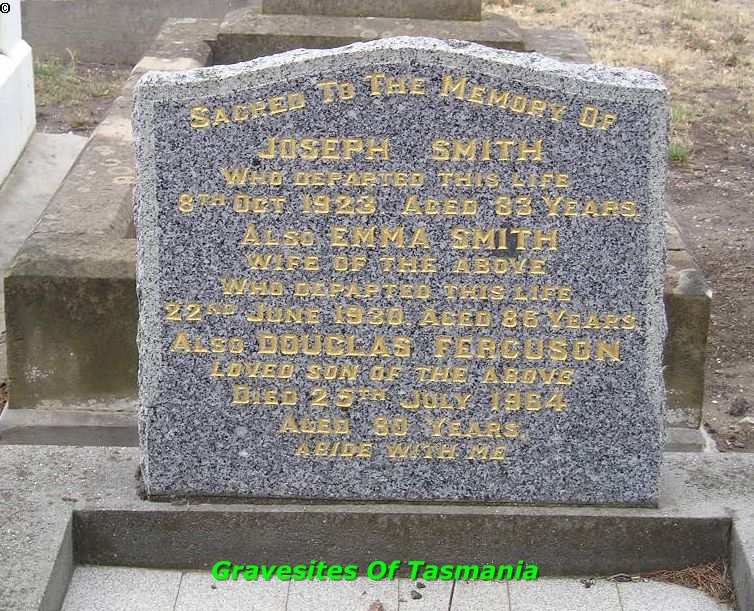 ©
SACRED TO THE MEMORY OF
JOSEPH SMITH
WHO DEPARTED THIS LIFE
8TH OCT 1923. AGED 83 YEARS.
ALSO EMMA SMITH
WIFE OF THE ABOVE
WHO DEPARTED THIS LIFE
22ND JUNE 1930. AGED 86 YEARS.
ALSO DOUGLAS FERGUSON
LOVED SON OF THE ABOVE
DIED 25TH JULY 1964
AGED 80 YEARS.
ABIDE WITH ME
Gravesites Of Tasmania